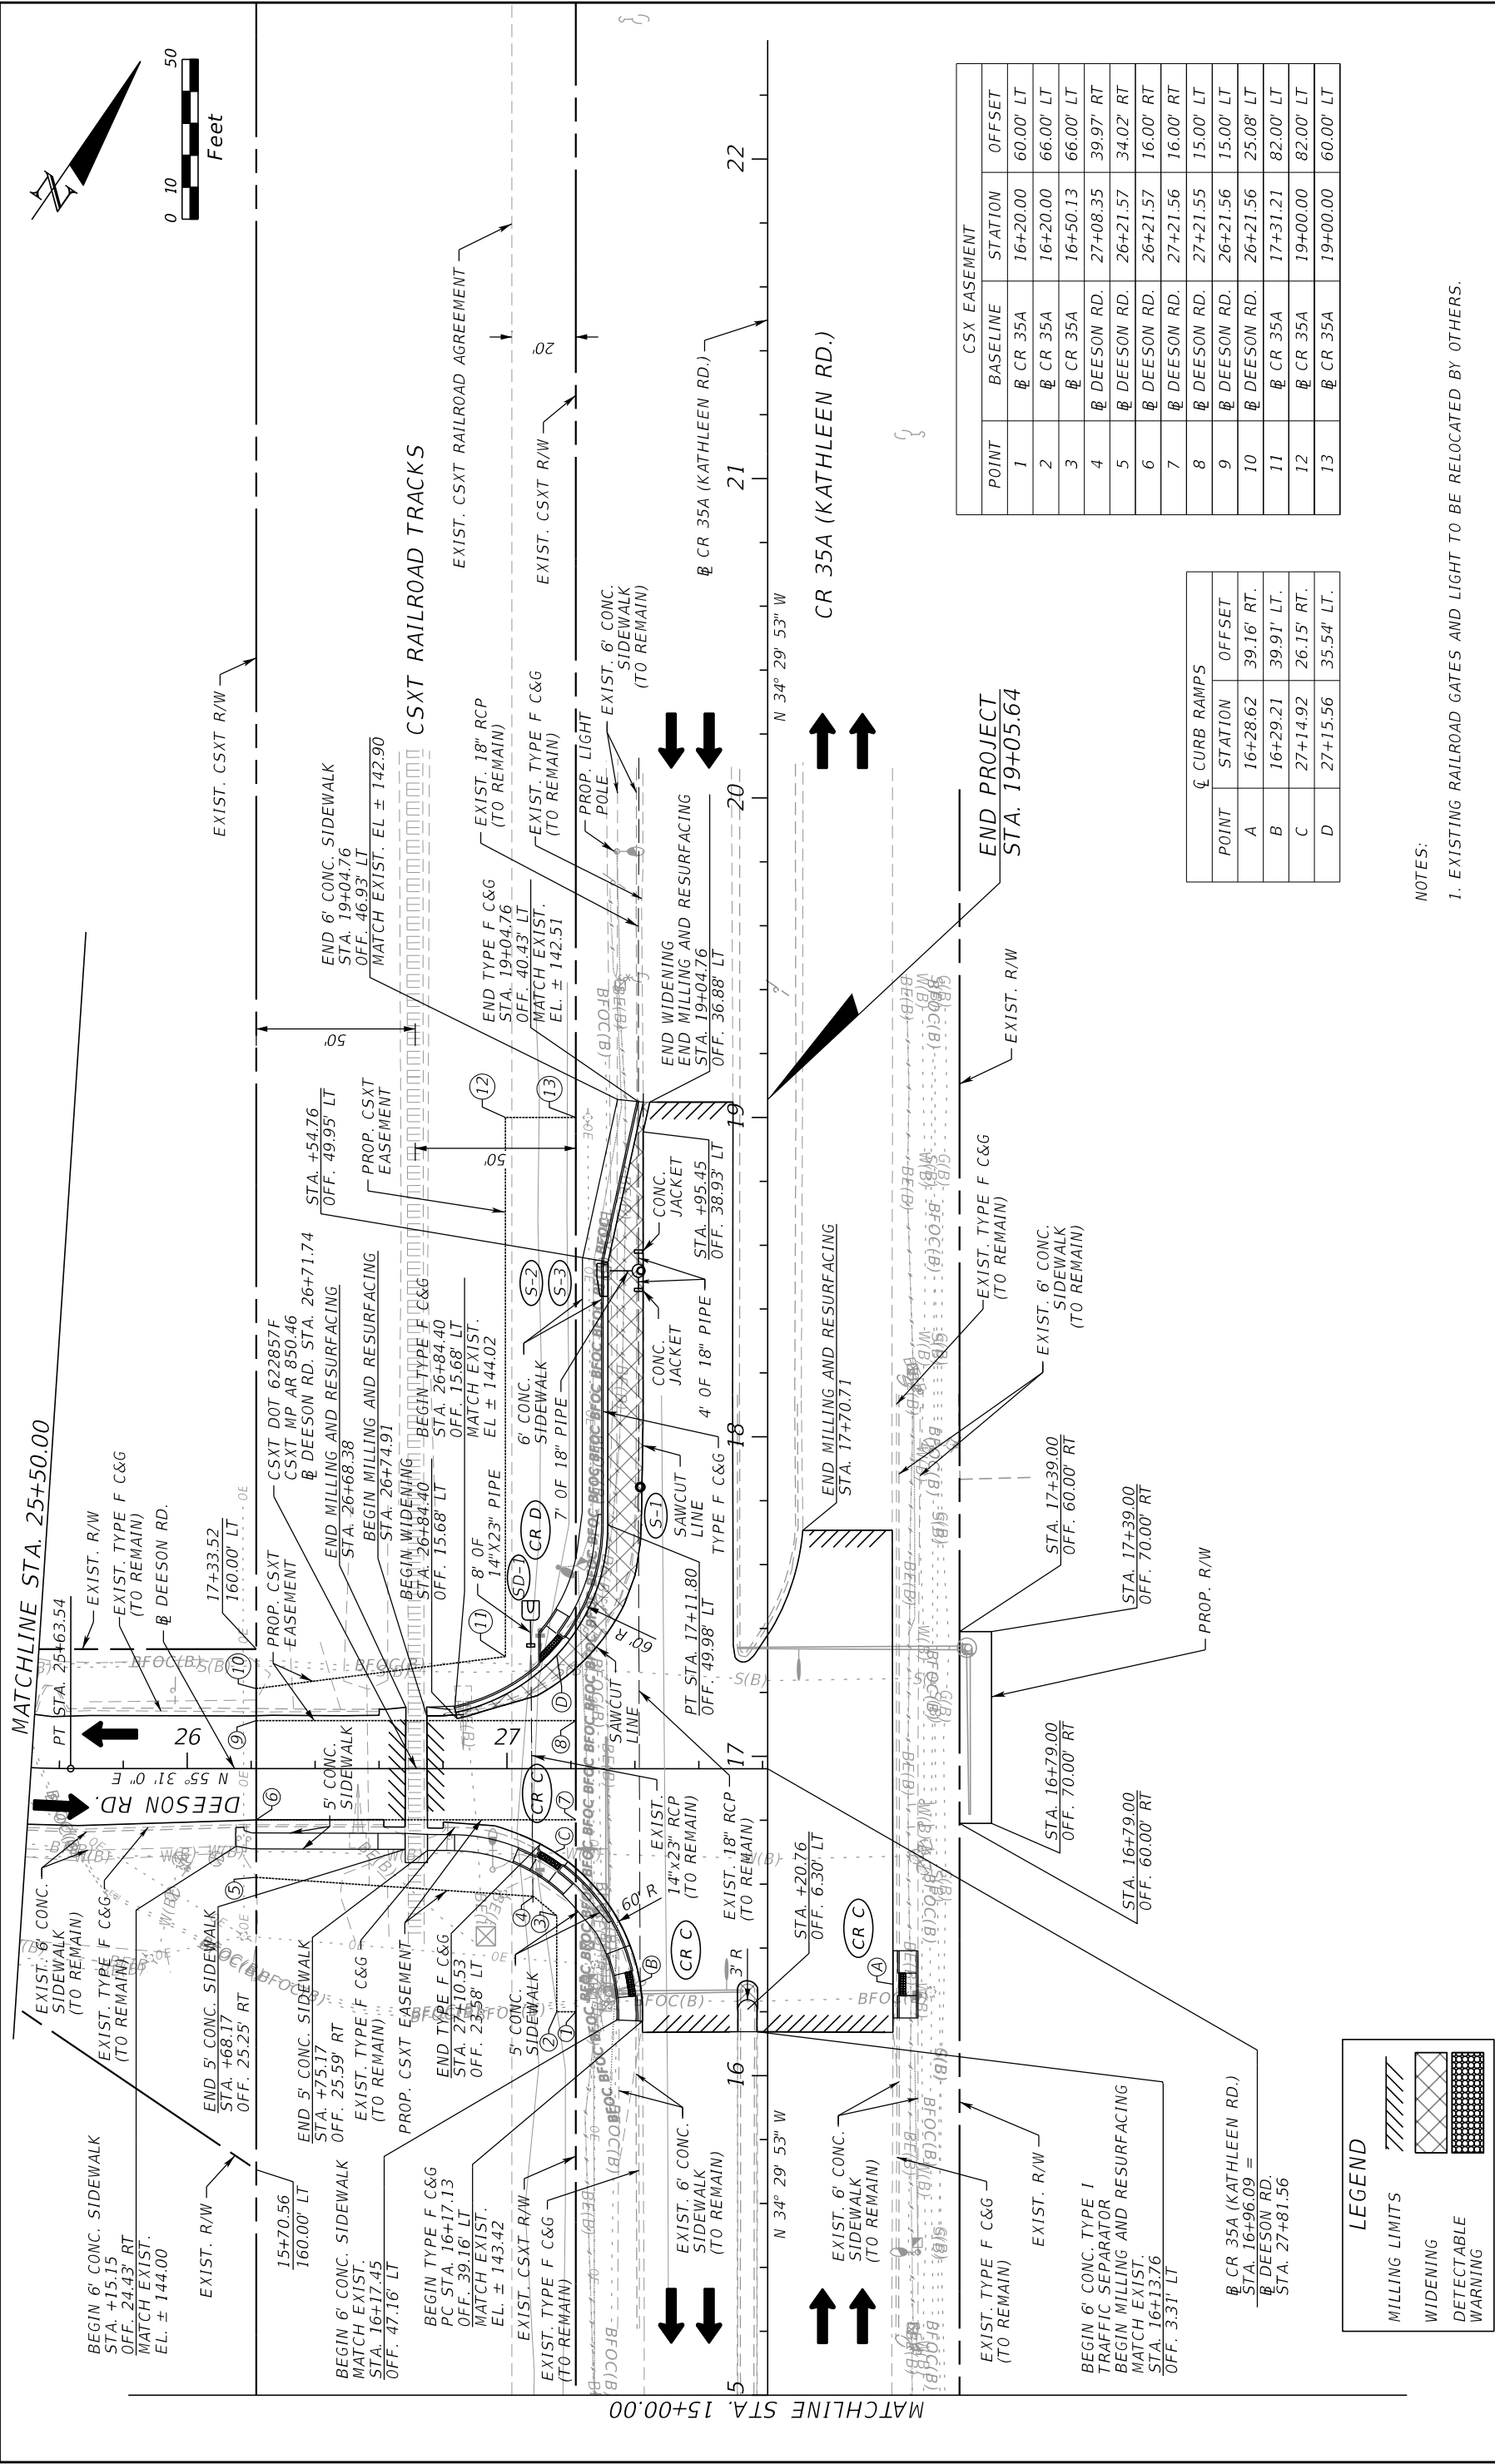 MATCHLINE STA. 25+50.00
0 10 50
Feet
EXIST. CSXT R/W
EXIST. CSXT RAILROAD AGREEMENT
CSXT RAILROAD TRACKS
EXIST. CSXT R/W
20'
50'
50'
℄ CR 35A (KATHLEEN RD.)
CR 35A (KATHLEEN RD.)
N 34° 29' 53" W
22
21
20
19
18
17
16
5
END PROJECT
STA. 19+05.64
PT STA. 25+63.54
EXIST. R/W
EXIST. TYPE F C&G
(TO REMAIN)
DEESON RD.
17+33.52
160.00' LT
PROP. CSXT
EASEMENT
CSXT DOT 622857F
CSXT MP AR 850.46
DEESON RD. STA. 26+71.74
END MILLING AND RESURFACING
STA. 26+68.38
BEGIN MILLING AND RESURFACING
STA. 26+74.91
BEGIN WIDENING
STA. 26+84.40
OFF. 15.68' LT
BEGIN TYPE F C&G
STA. 26+84.40
OFF. 15.68' LT
MATCH EXIST.
EL ± 144.02
8' OF
14"X23" PIPE
SD-1
CR D
6' CONC.
SIDEWALK
7' OF 18" PIPE
S-2
S-3
STA. +54.76
OFF. 49.95' LT
PROP. CSXT
EASEMENT
END 6' CONC. SIDEWALK
STA. 19+04.76
OFF. 46.93' LT
MATCH EXIST. EL ± 142.90
END TYPE F C&G
STA. 19+04.76
OFF. 40.43' LT
MATCH EXIST.
EL. ± 142.51
EXIST. 18" RCP
(TO REMAIN)
EXIST. TYPE F C&G
(TO REMAIN)
PROP. LIGHT
POLE
EXIST. 6' CONC.
SIDEWALK
(TO REMAIN)
END WIDENING
END MILLING AND RESURFACING
STA. 19+04.76
OFF. 36.88' LT
STA. +95.45
OFF. 38.93' LT
CONC.
JACKET
CONC.
JACKET
4' OF 18" PIPE
S-1
SAWCUT
LINE
TYPE F C&G
PT STA. 17+11.80
OFF. 49.98' LT
60' R
SAWCUT
LINE
END MILLING AND RESURFACING
STA. 17+70.71
26
27
N 55° 31' 0" E
DEESON RD.
5' CONC.
SIDEWALK
CR C
EXIST.
14"x23" RCP
(TO REMAIN)
EXIST. 18" RCP
(TO REMAIN)
STA. +20.76
OFF. 6.30' LT
60' R
3' R
CR C
CR C
EXIST. 6' CONC.
SIDEWALK
(TO REMAIN)
EXIST. TYPE F C&G
(TO REMAIN)
BEGIN 6' CONC. SIDEWALK
STA. +15.15
OFF. 24.43' RT
MATCH EXIST.
EL. ± 144.00
END 5' CONC. SIDEWALK
STA. +68.17
OFF. 25.25' RT
END 5' CONC. SIDEWALK
STA. +75.17
OFF. 25.59' RT
EXIST. TYPE F C&G
(TO REMAIN)
PROP. CSXT EASEMENT
END TYPE F C&G
STA. 27+10.53
OFF. 23.58' LT
5' CONC.
SIDEWALK
EXIST. R/W
15+70.56
160.00' LT
BEGIN 6' CONC. SIDEWALK
MATCH EXIST.
STA. 16+17.45
OFF. 47.16' LT
BEGIN TYPE F C&G
PC STA. 16+17.13
OFF. 39.16' LT
MATCH EXIST.
EL ± 143.42
EXIST. CSXT R/W
EXIST. TYPE F C&G
(TO REMAIN)
EXIST. 6' CONC.
SIDEWALK
(TO REMAIN)
N 34° 29' 53" W
EXIST. 6' CONC.
SIDEWALK
(TO REMAIN)
EXIST. TYPE F C&G
(TO REMAIN)
EXIST. R/W
BEGIN 6' CONC. TYPE I
TRAFFIC SEPARATOR
BEGIN MILLING AND RESURFACING
MATCH EXIST.
STA. 16+13.76
OFF. 3.31' LT
CR 35A (KATHLEEN RD.)
STA. 16+96.09 =
DEESON RD.
STA. 27+81.56
EXIST. R/W
EXIST. TYPE F C&G
(TO REMAIN)
EXIST. 6' CONC.
SIDEWALK
(TO REMAIN)
STA. 17+39.00
OFF. 60.00' RT
STA. 17+39.00
OFF. 70.00' RT
STA. 16+79.00
OFF. 70.00' RT
STA. 16+79.00
OFF. 60.00' RT
PROP. R/W
MATCHLINE STA. 15+00.00
LEGEND
MILLING LIMITS
WIDENING
DETECTABLE
WARNING
℄ CURB RAMPS
POINT STATION OFFSET
A 16+28.62 39.16' RT.
B 16+29.21 39.91' LT.
C 27+14.92 26.15' RT.
D 27+15.56 35.54' LT.
CSX EASEMENT
POINT BASELINE STATION OFFSET
1 CR 35A 16+20.00 60.00' LT
2 CR 35A 16+20.00 66.00' LT
3 CR 35A 16+50.13 66.00' LT
4 DEESON RD. 27+08.35 39.97' RT
5 DEESON RD. 26+21.57 34.02' RT
6 DEESON RD. 26+21.57 16.00' RT
7 DEESON RD. 27+21.56 16.00' RT
8 DEESON RD. 27+21.55 15.00' LT
9 DEESON RD. 26+21.56 15.00' LT
10 DEESON RD. 26+21.56 25.08' LT
11 CR 35A 17+31.21 82.00' LT
12 CR 35A 19+00.00 82.00' LT
13 CR 35A 19+00.00 60.00' LT
NOTES:
1. EXISTING RAILROAD GATES AND LIGHT TO BE RELOCATED BY OTHERS.